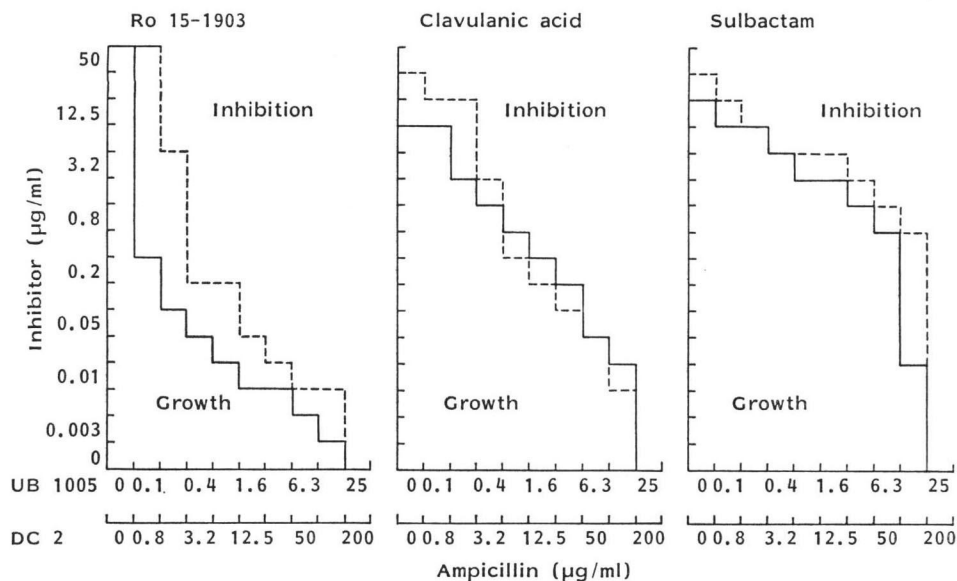 Ro 15-1903 Clavulanic acid Sulbactam
50
12.5
3.2
0.8
0.2
0.05
0.01
0.003
0
Inhibitor (µg/ml)
Inhibition Inhibition Inhibition
Growth Growth Growth
UB 1005 0 0.1 0.4 1.6 6.3 25 0 0.1 0.4 1.6 6.3 25 0 0.1 0.4 1.6 6.3 25
DC 2 0 0.8 3.2 12.5 50 200 0 0.8 3.2 12.5 50 200 0 0.8 3.2 12.5 50 200
Ampicillin (µg/ml)